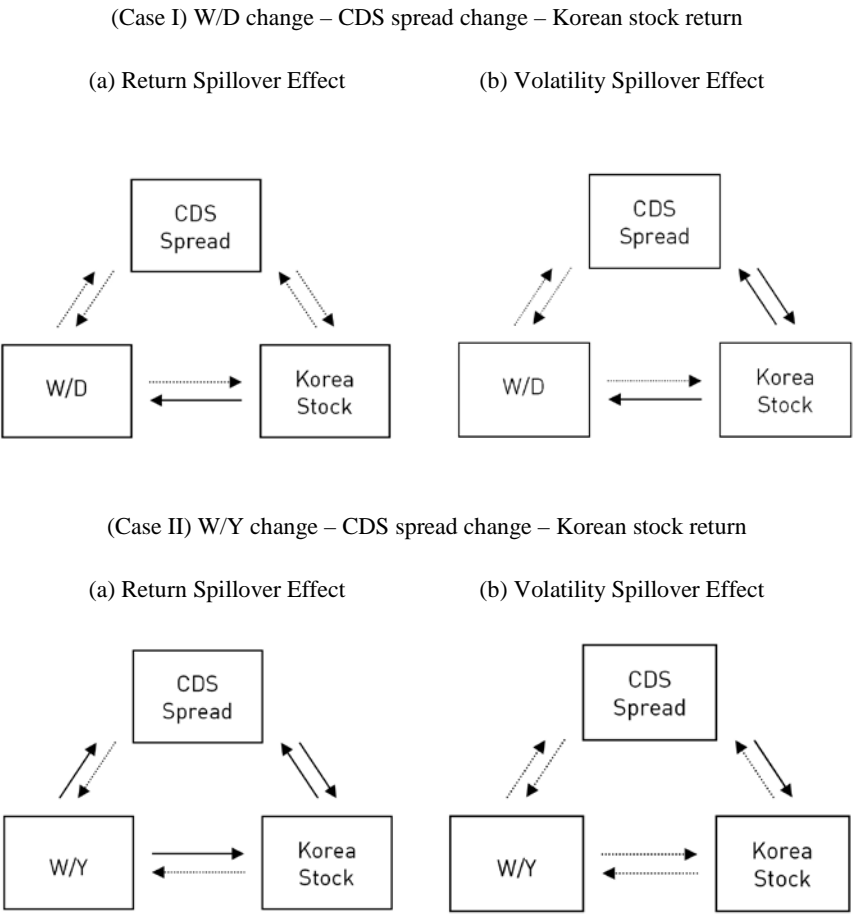 (Case I) W/D change – CDS spread change – Korean stock return
(a) Return Spillover Effect
(b) Volatility Spillover Effect
CDS
Spread
W/D
Korea
Stock
CDS
Spread
W/D
Korea
Stock
(Case II) W/Y change – CDS spread change – Korean stock return
(a) Return Spillover Effect
(b) Volatility Spillover Effect
CDS
Spread
W/Y
Korea
Stock
CDS
Spread
W/Y
Korea
Stock